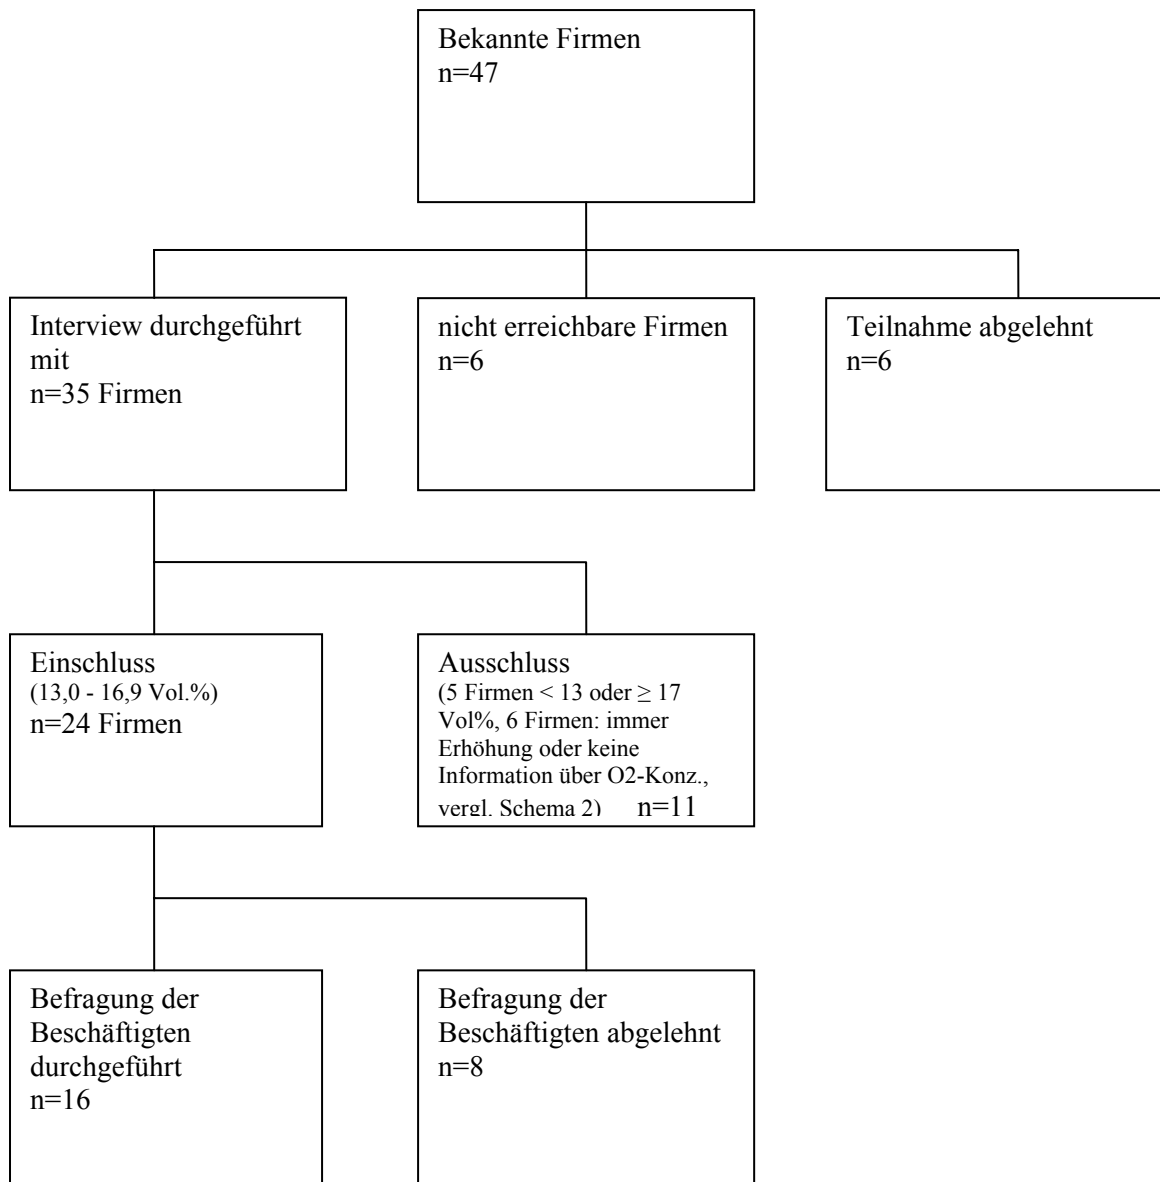 Bekannte Firmen
n=47
Interview durchgeführt
mit
n=35 Firmen
nicht erreichbare Firmen
n=6
Teilnahme abgelehnt
n=6
Einschluss
(13,0 - 16,9 Vol.%)
n=24 Firmen
Ausschluss
(5 Firmen < 13 oder ≥ 17
Vol%, 6 Firmen: immer
Erhöhung oder keine
Information über O2-Konz.,
vergl. Schema 2) n=11
Befragung der
Beschäftigten
durchgeführt
n=16
Befragung der
Beschäftigten abgelehnt
n=8